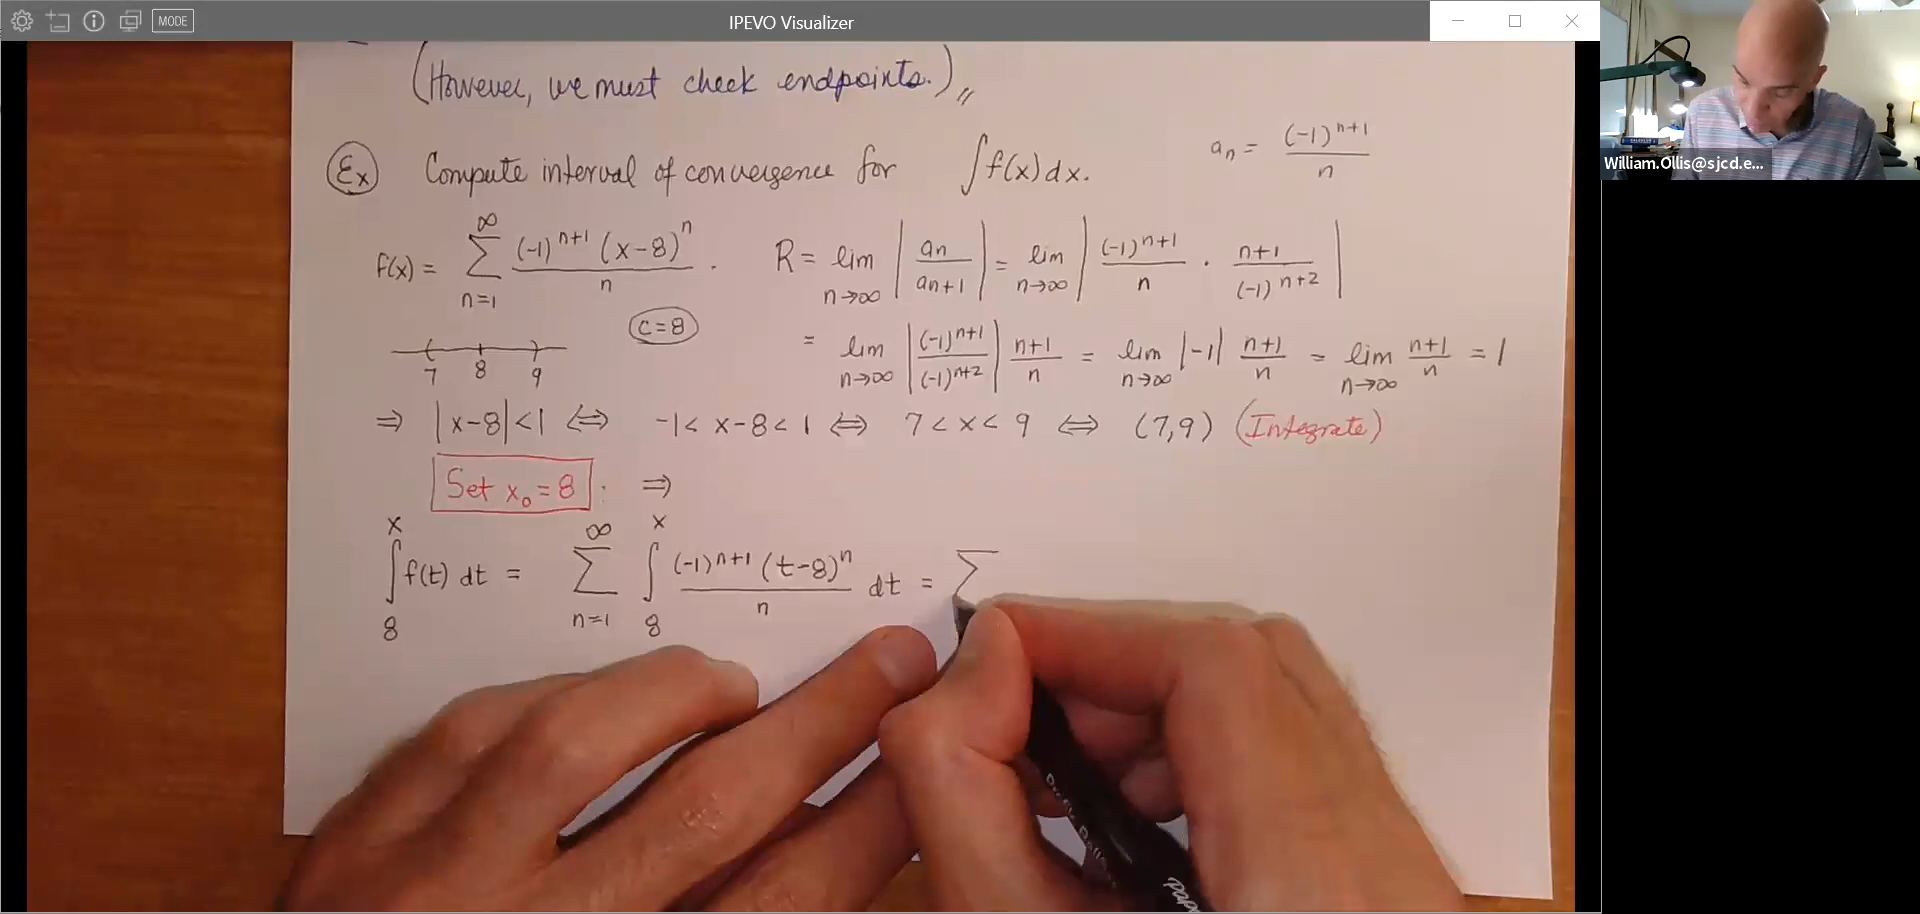 MODE
IPEVO Visualizer
(However, we must check endpoints.)
William.Ollis@sjcd.e...
Ex Compute interval of convergence for ∫f(x)dx. aₙ = (-1)^{n+1} / n
f(x) = ∑_{n=1}^{∞} (-1)^{n+1} (x-8)^n / n . R = lim_{n→∞} |aₙ / aₙ₊₁| = lim_{n→∞} |(-1)^{n+1} / n · n+1 / (-1)^{n+2}|
c=8
= lim_{n→∞} |(-1)^{n+1} / (-1)^{n+2}| n+1 / n = lim_{n→∞} |-1| n+1 / n = lim_{n→∞} n+1 / n = 1
7 8 9
⇒ |x-8|<1 ⇔ -1< x-8 < 1 ⇔ 7 < x < 9 ⇔ (7,9) (Integrate)
Set x₀ = 8 : ⇒
∫_8^x f(t) dt = ∑_{n=1}^{∞} ∫_8^x (-1)^{n+1} (t-8)^n / n dt = ∑